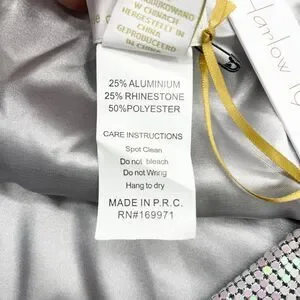 WYPRODUKOWANO
W CHINACH
HERGESTELLT IN
CHINA
GEPRODUCEERD
IN CHINA
25% ALUMINIUM
25% RHINESTONE
50%POLYESTER
CARE INSTRUCTIONS
Spot Clean
Do not bleach
Do not Wring
Hang to dry
MADE IN P.R.C.
RN#169971
Harlow